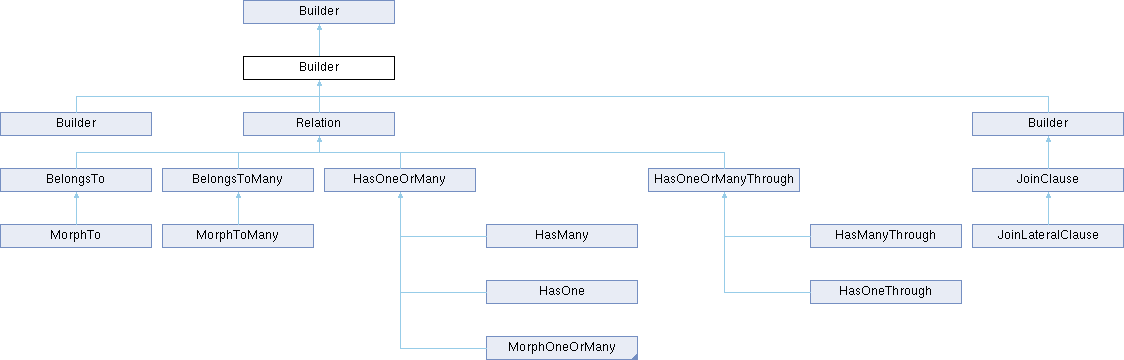 Builder
Builder
Builder
Relation
Builder
BelongsTo
BelongsToMany
HasOneOrMany
HasOneOrManyThrough
JoinClause
MorphTo
MorphToMany
HasMany
HasManyThrough
JoinLateralClause
HasOne
HasOneThrough
MorphOneOrMany